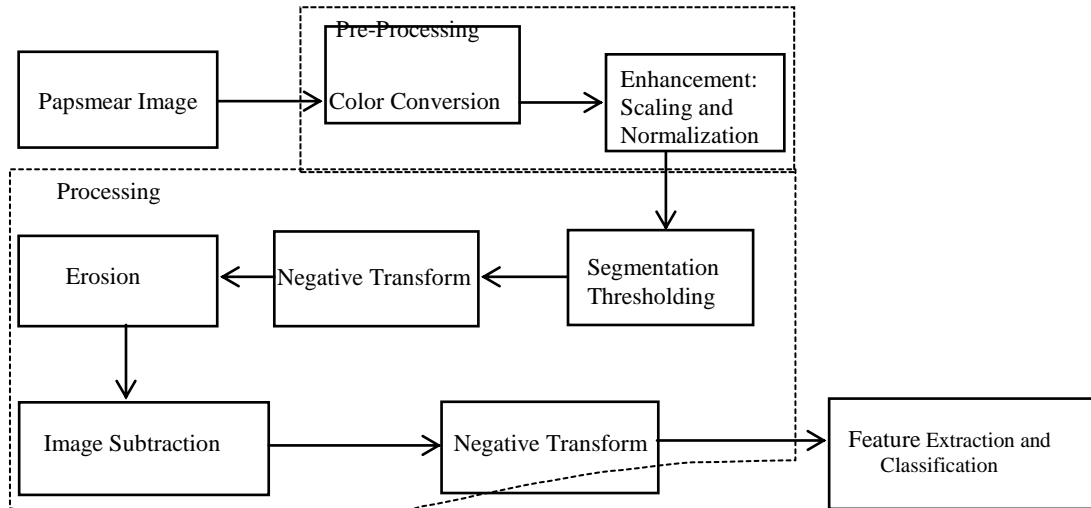 Pre-Processing
Papsmear Image
Color Conversion
Enhancement:
Scaling and
Normalization
Processing
Segmentation
Thresholding
Negative Transform
Erosion
Image Subtraction
Negative Transform
Feature Extraction and
Classification